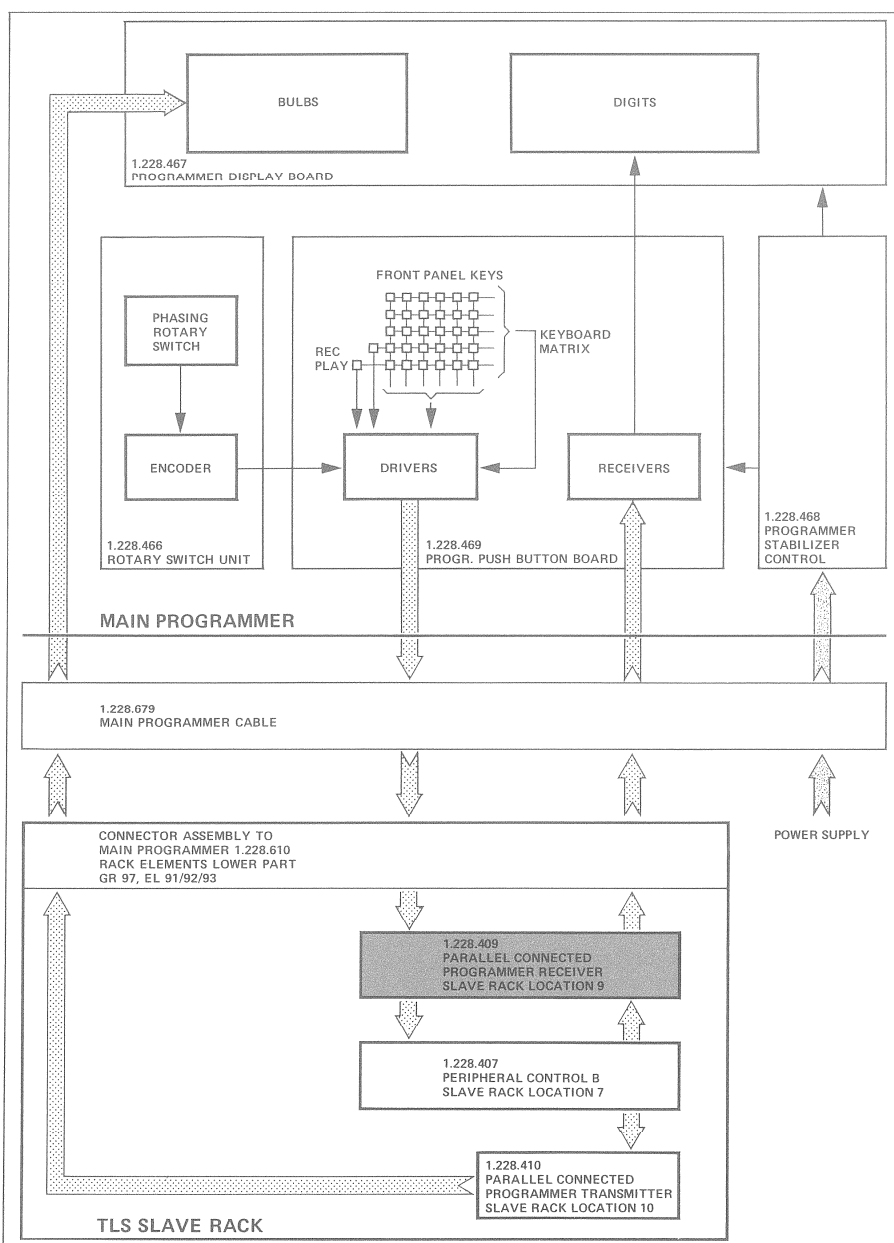 BULBS
DIGITS
1.228.467
PROGRAMMER DISPLAY BOARD
FRONT PANEL KEYS
PHASING
ROTARY
SWITCH
REC
PLAY
KEYBOARD
MATRIX
ENCODER
DRIVERS
RECEIVERS
1.228.466
ROTARY SWITCH UNIT
1.228.469
PROGR. PUSH BUTTON BOARD
1.228.468
PROGRAMMER
STABILIZER
CONTROL
MAIN PROGRAMMER
1.228.679
MAIN PROGRAMMER CABLE
POWER SUPPLY
CONNECTOR ASSEMBLY TO
MAIN PROGRAMMER 1.228.610
RACK ELEMENTS LOWER PART
GR 97, EL 91/92/93
1.228.409
PARALLEL CONNECTED
PROGRAMMER RECEIVER
SLAVE RACK LOCATION 9
1.228.407
PERIPHERAL CONTROL B
SLAVE RACK LOCATION 7
1.228.410
PARALLEL CONNECTED
PROGRAMMER TRANSMITTER
SLAVE RACK LOCATION 10
TLS SLAVE RACK